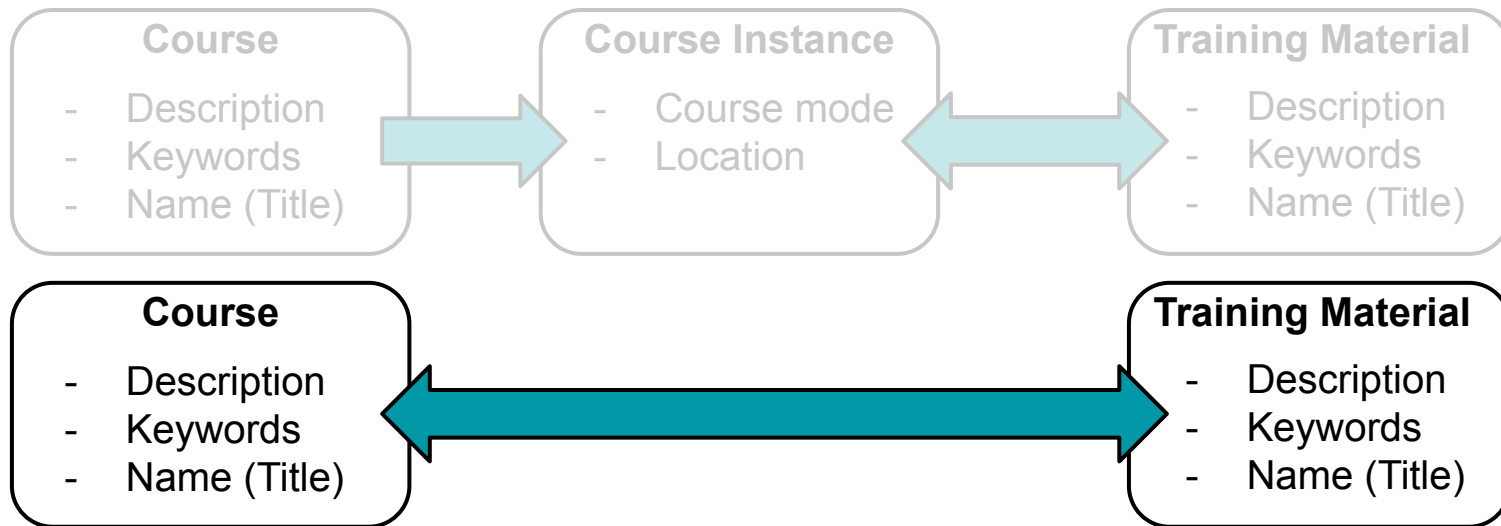 Course
- Description
- Keywords
- Name (Title)
Course Instance
- Course mode
- Location
Training Material
- Description
- Keywords
- Name (Title)
Course
- Description
- Keywords
- Name (Title)
Training Material
- Description
- Keywords
- Name (Title)